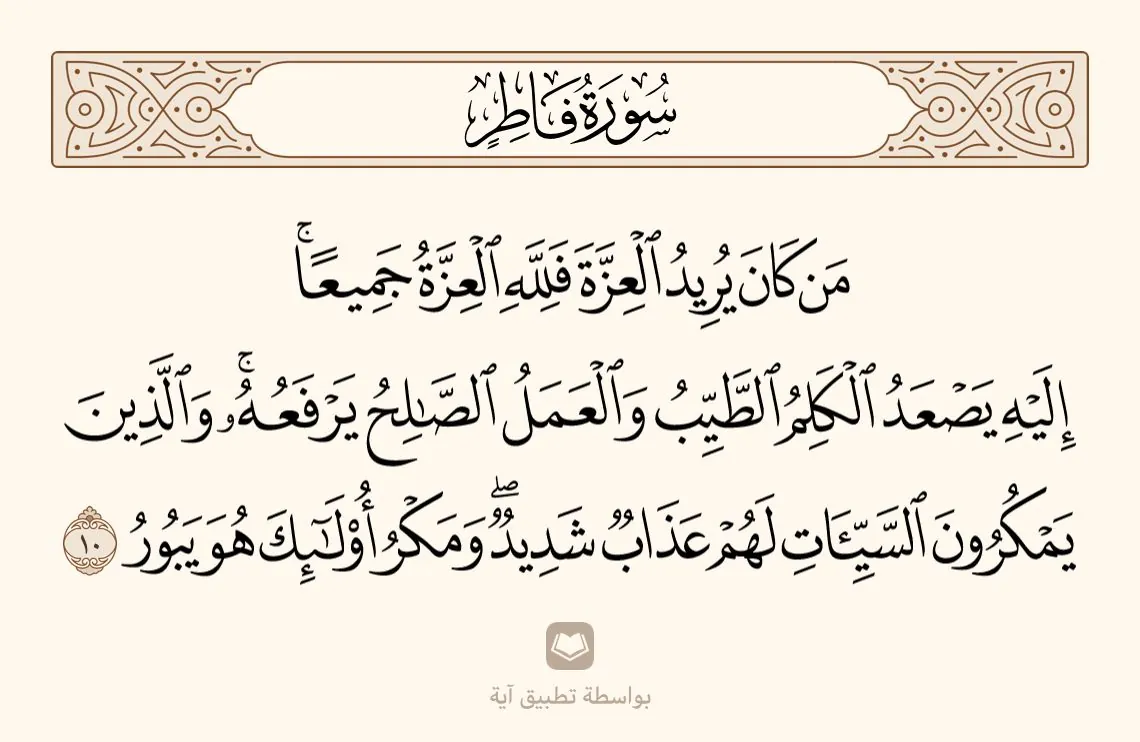 سُورَةُ فَاطِرٍ
مَن كَانَ يُرِيدُ ٱلۡعِزَّةَ فَلِلَّهِ ٱلۡعِزَّةُ جَمِيعًاۚ
إِلَيۡهِ يَصۡعَدُ ٱلۡكَلِمُ ٱلطَّيِّبُ وَٱلۡعَمَلُ ٱلصَّٰلِحُ يَرۡفَعُهُۥۚ وَٱلَّذِينَ
يَمۡكُرُونَ ٱلسَّيِّـَٔاتِ لَهُمۡ عَذَابٞ شَدِيدٞۖ وَمَكۡرُ أُوْلَٰٓئِكَ هُوَ يَبُورُ ١٠
بواسطة تطبيق آية